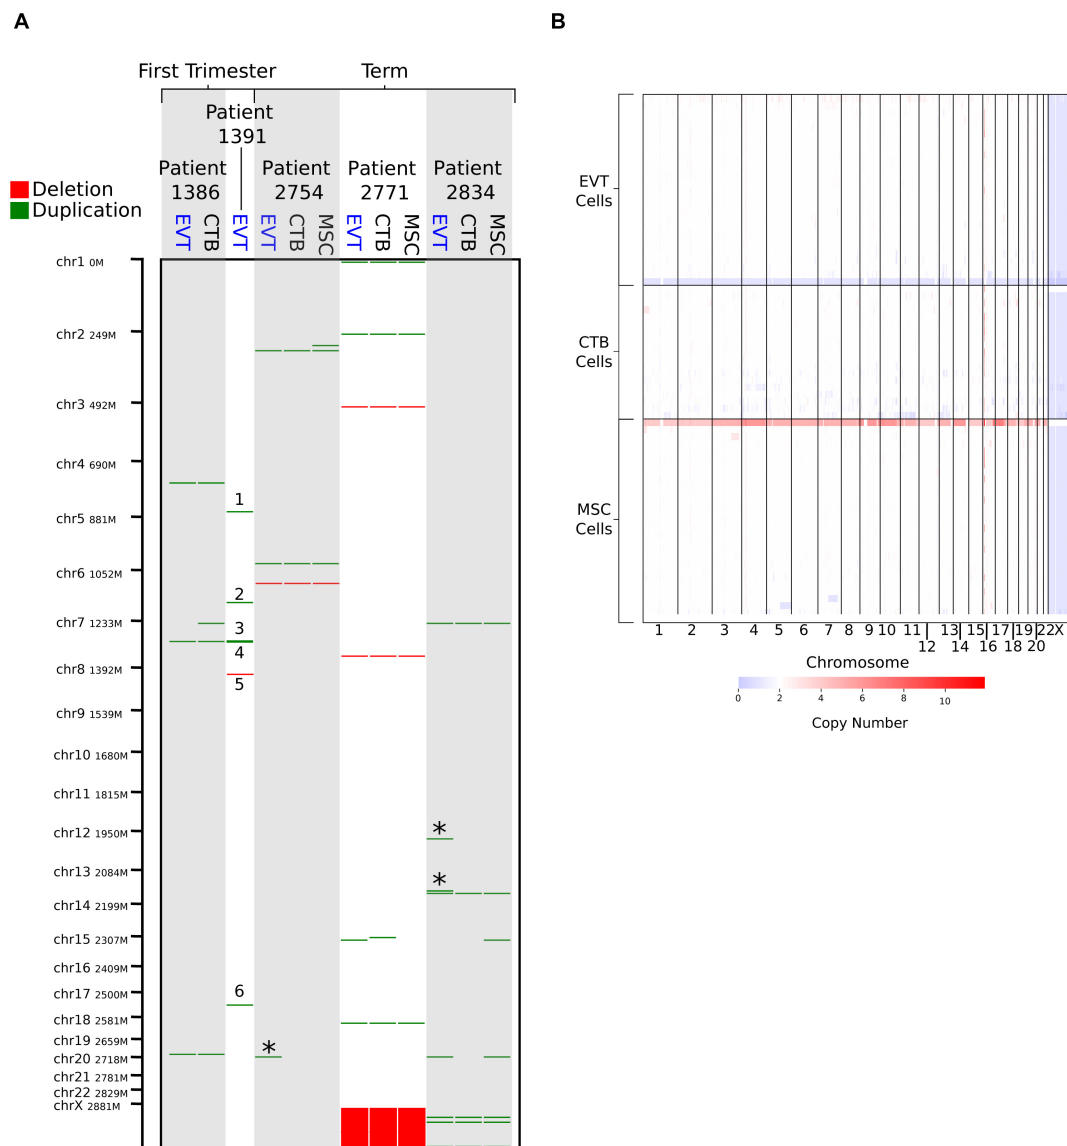 A
First Trimester
Term
Patient
1391
Patient
1386
Patient
2754
Patient
2771
Patient
2834
Deletion
Duplication
EVT
CTB
EVT
EVT
CTB
MSC
EVT
CTB
MSC
EVT
CTB
MSC
chr1 0M
chr2 249M
chr3 492M
chr4 690M
chr5 881M
chr6 1052M
chr7 1233M
chr8 1392M
chr9 1539M
chr10 1680M
chr11 1815M
chr12 1950M
chr13 2084M
chr14 2199M
chr15 2307M
chr16 2409M
chr17 2500M
chr18 2581M
chr19 2659M
chr20 2718M
chr21 2781M
chr22 2829M
chrX 2881M
1
2
3
4
5
6
*
*
*
B
EVT
Cells
CTB
Cells
MSC
Cells
1 2 3 4 5 6 7 8 9 10 11 13 15 17 19 22X
12 14 16 18 20
Chromosome
0 2 4 6 8 10
Copy Number